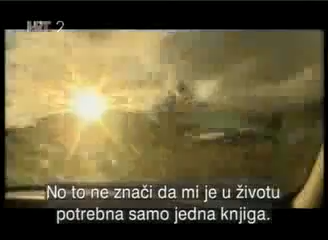 HRT 2
No to ne znači da mi je u životu
potrebna samo jedna knjiga.